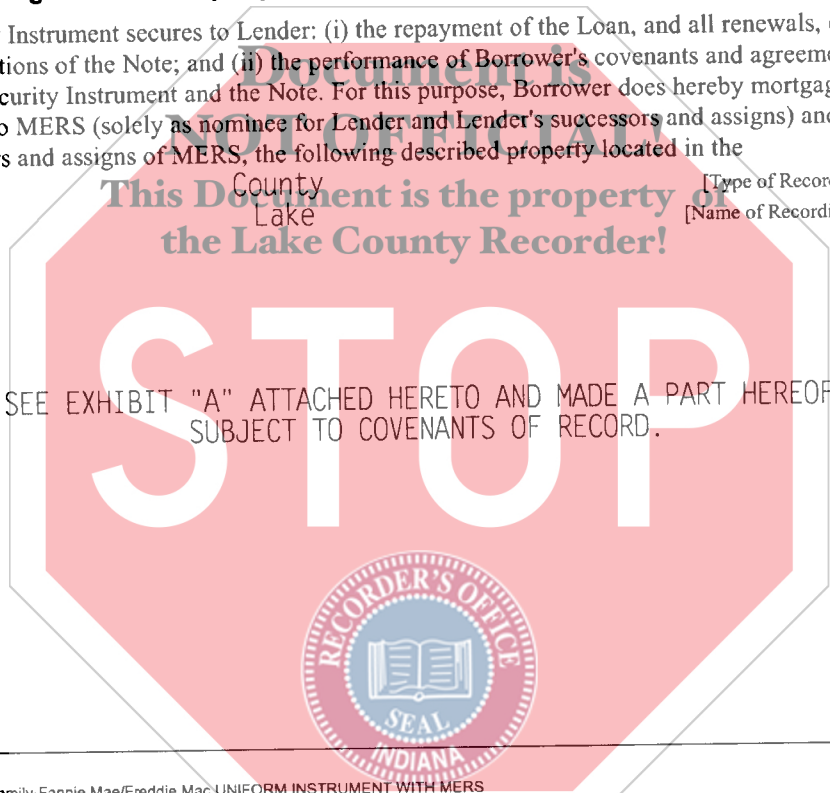 Instrument secures to Lender: (i) the repayment of the Loan, and all renewals,
tions of the Note; and (ii) the performance of Borrower's covenants and agreeme
curity Instrument and the Note. For this purpose, Borrower does hereby mortgag
o MERS (solely as nominee for Lender and Lender's successors and assigns) and
s and assigns of MERS, the following described property located in the
County [Type of Recor
Lake [Name of Recordi
Document is
NOT OFFICIAL!
This Document is the property of
the Lake County Recorder!
STOP
SEE EXHIBIT "A" ATTACHED HERETO AND MADE A PART HEREOF
SUBJECT TO COVENANTS OF RECORD.
RECORDER'S OFFICE
SEAL
INDIANA
mily-Fannie Mae/Freddie Mac UNIFORM INSTRUMENT WITH MERS